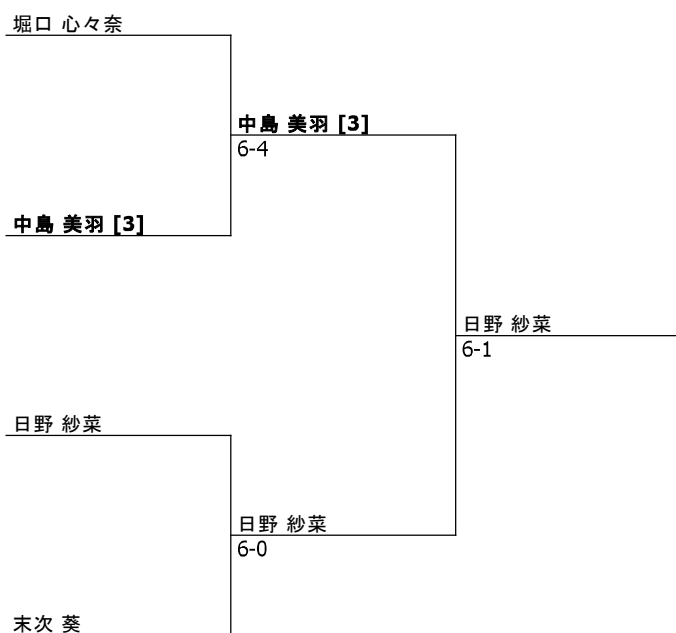 堀口 心々奈
中島 美羽 [3]
6-4
中島 美羽 [3]
日野 紗菜
6-1
日野 紗菜
日野 紗菜
6-0
末次 葵